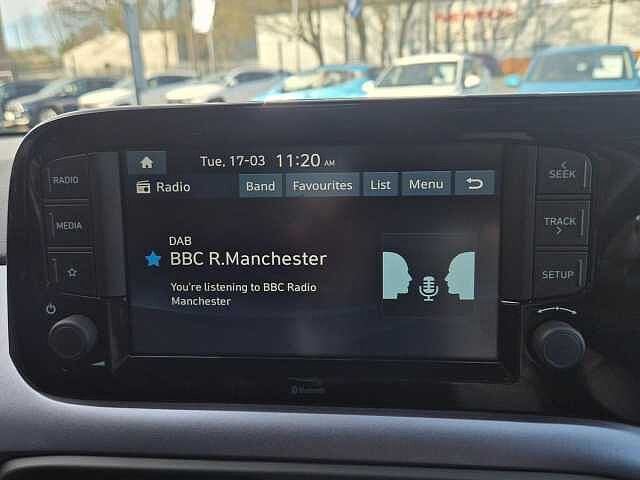 Tue, 17-03 11:20 AM
Radio Band Favourites List Menu
DAB
BBC R.Manchester
You're listening to BBC Radio
Manchester
RADIO
MEDIA
SEEK
TRACK
SETUP
Bluetooth